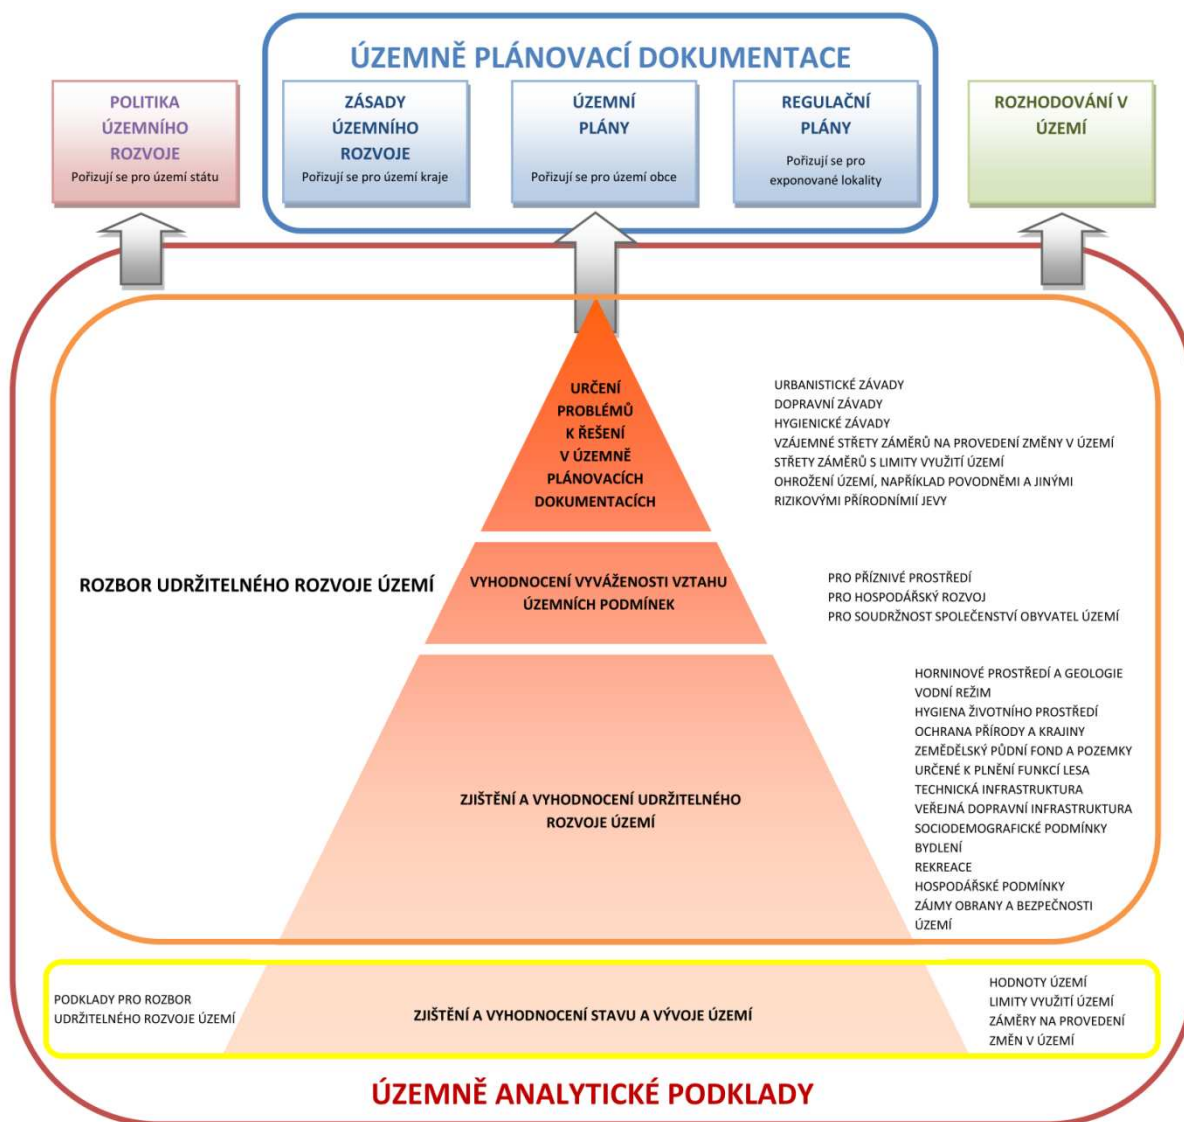 ÚZEMNĚ PLÁNOVACÍ DOKUMENTACE
POLITIKA
ÚZEMNÍHO
ROZVOJE
Pořizují se pro území státu
ZÁSADY
ÚZEMNÍHO
ROZVOJE
Pořizují se pro území kraje
ÚZEMNÍ
PLÁNY
Pořizují se pro území obce
REGULAČNÍ
PLÁNY
Pořizují se pro
exponované lokality
ROZHODOVÁNÍ V
ÚZEMÍ
URČENÍ
PROBLÉMŮ
K ŘEŠENÍ
V ÚZEMNĚ
PLÁNOVACÍCH
DOKUMENTACÍCH
URBANISTICKÉ ZÁVADY
DOPRAVNÍ ZÁVADY
HYGIENICKÉ ZÁVADY
VZÁJEMNÉ STŘETY ZÁMĚRŮ NA PROVEDENÍ ZMĚNY V ÚZEMÍ
STŘETY ZÁMĚRŮ S LIMITY VYUŽITÍ ÚZEMÍ
OHROŽENÍ ÚZEMÍ, NAPŘÍKLAD POVODNĚMI A JINÝMI
RIZIKOVÝMI PŘÍRODNÍMIÍ JEVY
ROZBOR UDRŽITELNÉHO ROZVOJE ÚZEMÍ
VYHODNOCENÍ VYVÁŽENOSTI VZTAHU
ÚZEMNÍCH PODMÍNEK
PRO PŘÍZNIVÉ PROSTŘEDÍ
PRO HOSPODÁŘSKÝ ROZVOJ
PRO SOUDRŽNOST SPOLEČENSTVÍ OBYVATEL ÚZEMÍ
ZJIŠTĚNÍ A VYHODNOCENÍ UDRŽITELNÉHO
ROZVOJE ÚZEMÍ
HORNINOVÉ PROSTŘEDÍ A GEOLOGIE
VODNÍ REŽIM
HYGIENA ŽIVOTNÍHO PROSTŘEDÍ
OCHRANA PŘÍRODY A KRAJINY
ZEMĚDĚLSKÝ PŮDNÍ FOND A POZEMKY
URČENÉ K PLNĚNÍ FUNKCÍ LESA
TECHNICKÁ INFRASTRUKTURA
VEŘEJNÁ DOPRAVNÍ INFRASTRUKTURA
SOCIODEMOGRAFICKÉ PODMÍNKY
BYDLENÍ
REKREACE
HOSPODÁŘSKÉ PODMÍNKY
ZÁJMY OBRANY A BEZPEČNOSTI
ÚZEMÍ
PODKLADY PRO ROZBOR
UDRŽITELNÉHO ROZVOJE ÚZEMÍ
ZJIŠTĚNÍ A VYHODNOCENÍ STAVU A VÝVOJE ÚZEMÍ
HODNOTY ÚZEMÍ
LIMITY VYUŽITÍ ÚZEMÍ
ZÁMĚRY NA PROVEDENÍ
ZMĚN V ÚZEMÍ
ÚZEMNĚ ANALYTICKÉ PODKLADY